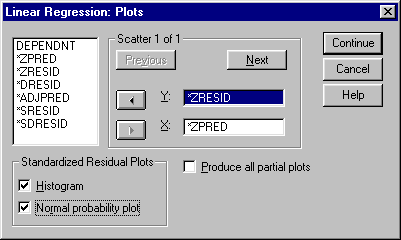 Linear Regression: Plots
DEPENDNT
*ZPRED
*ZRESID
*DRESID
*ADJPRED
*SRESID
*SDRESID
Scatter 1 of 1
Previous
Next
Y: *ZRESID
X: *ZPRED
Continue
Cancel
Help
Standardized Residual Plots
Histogram
Normal probability plot
Produce all partial plots